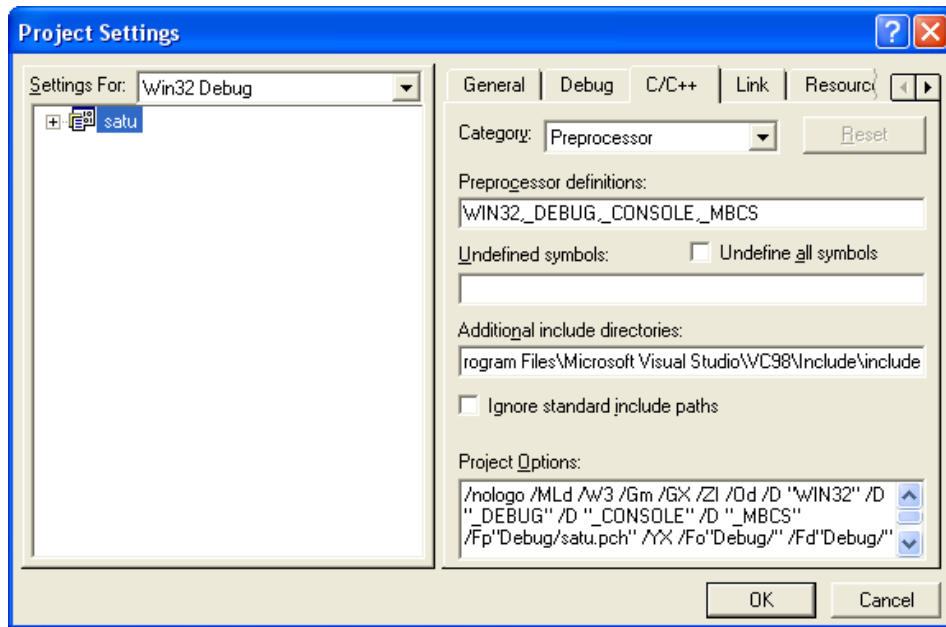 Project Settings
Settings For: Win32 Debug
satu
General Debug C/C++ Link Resourc
Category: Preprocessor Reset
Preprocessor definitions:
WIN32,_DEBUG,_CONSOLE,_MBCS
Undefined symbols: Undefine all symbols
Additional include directories:
rogram Files\Microsoft Visual Studio\VC98\Include\include
Ignore standard include paths
Project Options:
/nologo /MLd /W3 /Gm /GX /ZI /Od /D "WIN32" /D
"_DEBUG" /D "_CONSOLE" /D "_MBCS"
/Fp"Debug/satu.pch" /YX /Fo"Debug/" /Fd"Debug/"
OK Cancel